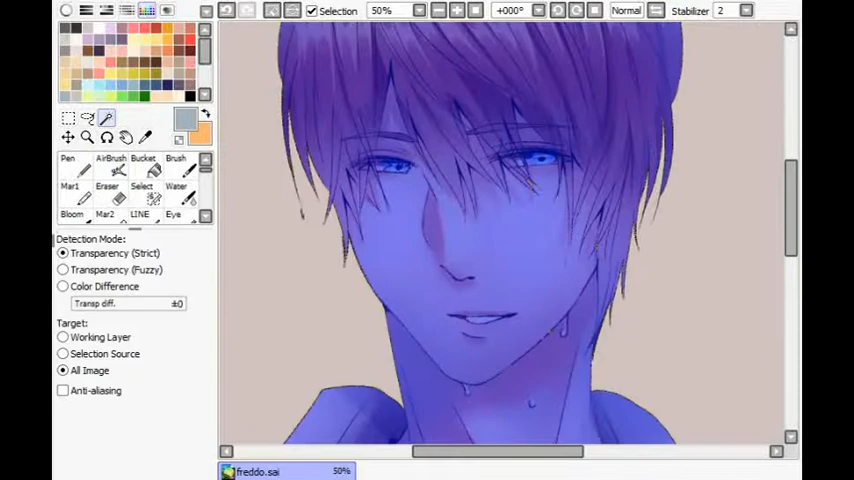 Selection 50% +000° Normal Stabilizer 2
Pen AirBrush Bucket Brush
Mar1 Eraser Select Water
Bloom Mar2 LINE Eye
Detection Mode:
Transparency (Strict)
Transparency (Fuzzy)
Color Difference
Transp diff. ±0
Target:
Working Layer
Selection Source
All Image
Anti-aliasing
freddo.sai 50%